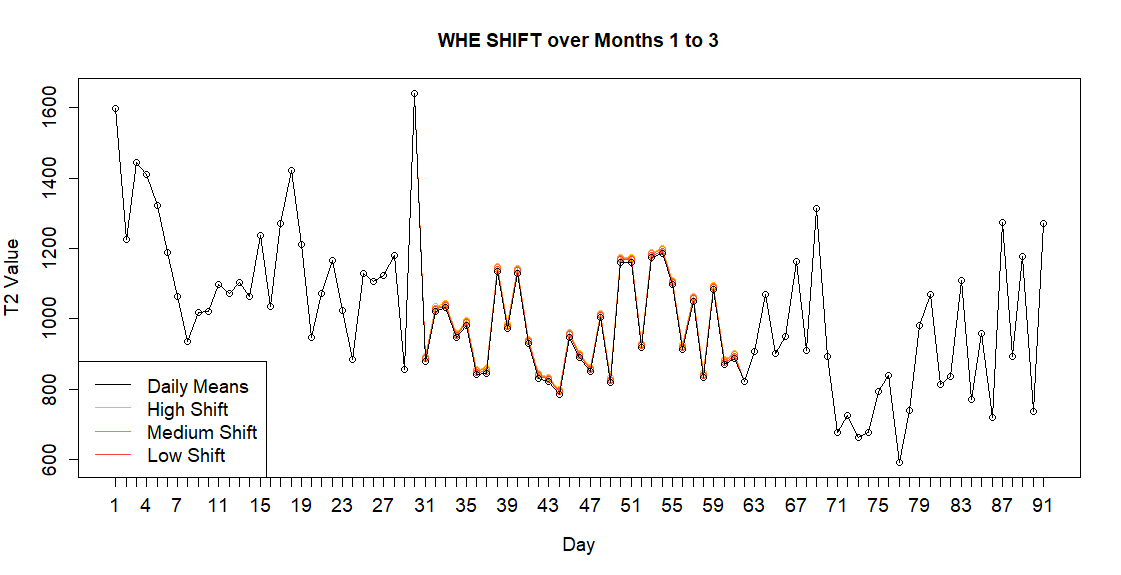 WHE SHIFT over Months 1 to 3
T2 Value
1600
1400
1200
1000
800
600
Daily Means
High Shift
Medium Shift
Low Shift
1 4 7 11 15 19 23 27 31 35 39 43 47 51 55 59 63 67 71 75 79 83 87 91
Day